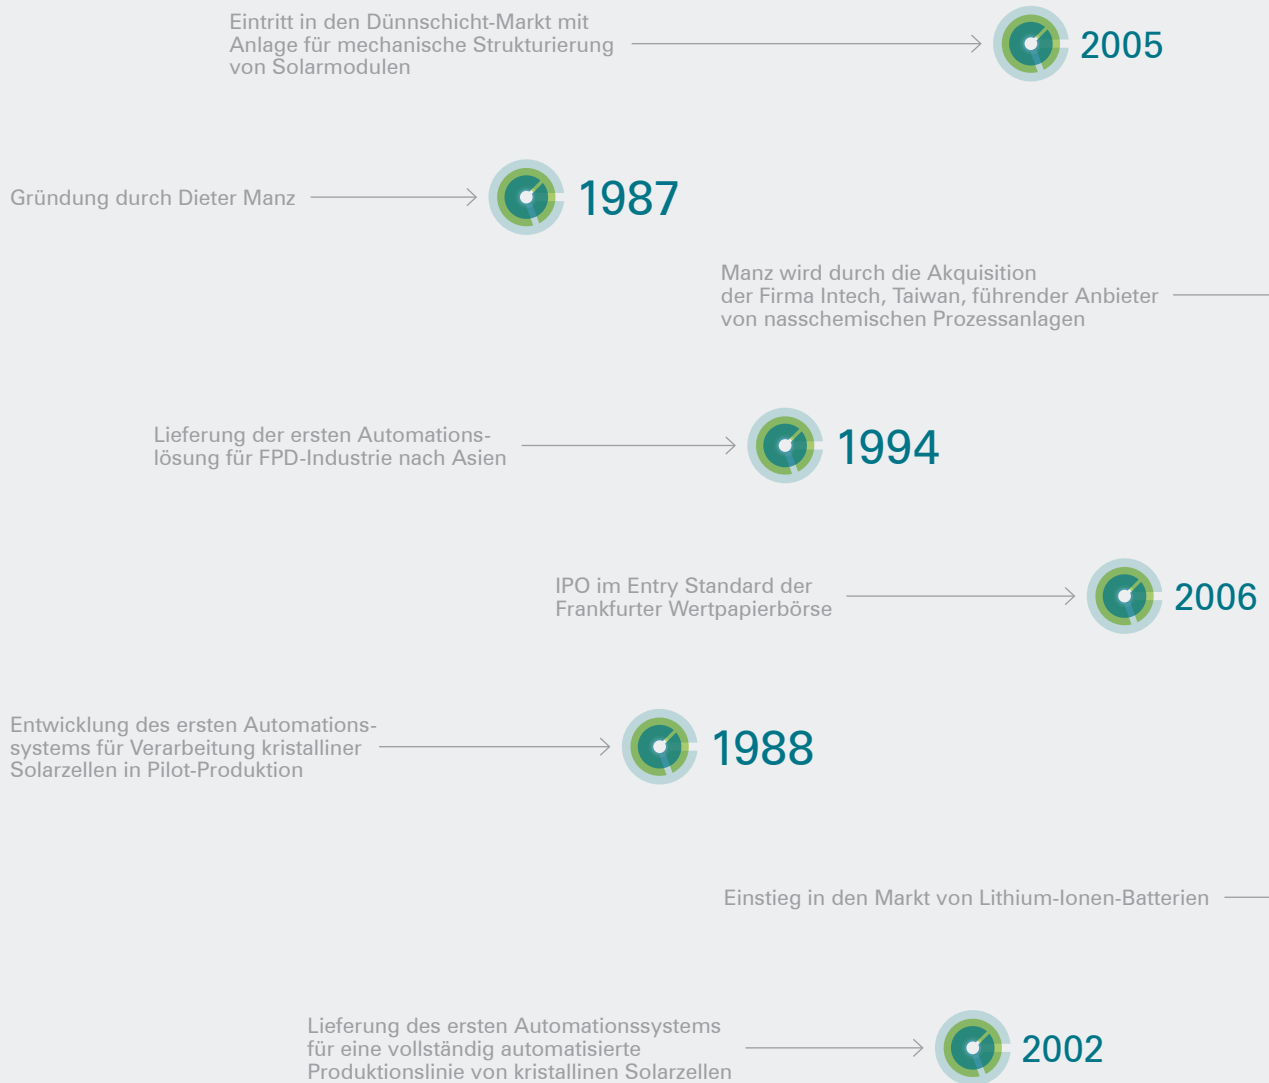 Eintritt in den Dünnschicht-Markt mit
Anlage für mechanische Strukturierung
von Solarmodulen
2005
Gründung durch Dieter Manz
1987
Manz wird durch die Akquisition
der Firma Intech, Taiwan, führender Anbieter
von nasschemischen Prozessanlagen
Lieferung der ersten Automations-
lösung für FPD-Industrie nach Asien
1994
IPO im Entry Standard der
Frankfurter Wertpapierbörse
2006
Entwicklung des ersten Automations-
systems für Verarbeitung kristalliner
Solarzellen in Pilot-Produktion
1988
Einstieg in den Markt von Lithium-Ionen-Batterien
Lieferung des ersten Automationssystems
für eine vollständig automatisierte
Produktionslinie von kristallinen Solarzellen
2002